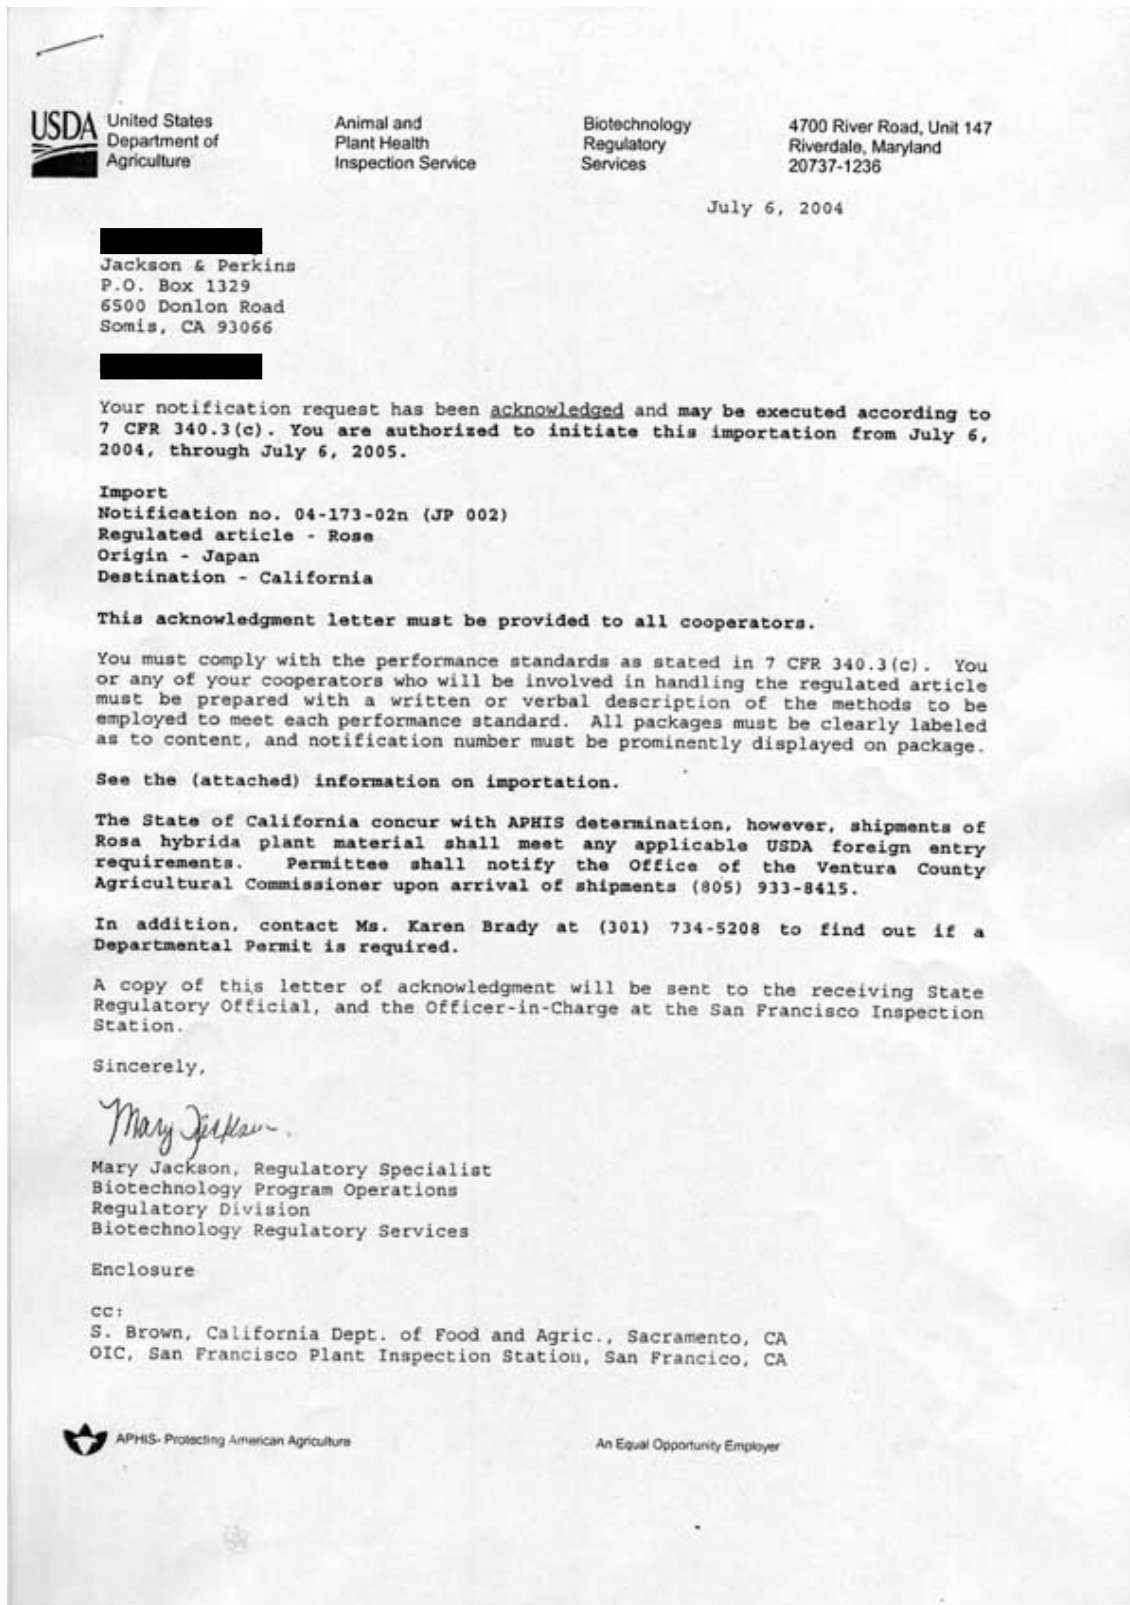 USDA
United States
Department of
Agriculture
Animal and
Plant Health
Inspection Service
Biotechnology
Regulatory
Services
4700 River Road, Unit 147
Riverdale, Maryland
20737-1236
July 6, 2004
Jackson & Perkins
P.O. Box 1329
6500 Donlon Road
Somis, CA 93066
Your notification request has been acknowledged and may be executed according to
7 CFR 340.3(c). You are authorized to initiate this importation from July 6,
2004, through July 6, 2005.
Import
Notification no. 04-173-02n (JP 002)
Regulated article - Rose
Origin - Japan
Destination - California
This acknowledgment letter must be provided to all cooperators.
You must comply with the performance standards as stated in 7 CFR 340.3(c). You
or any of your cooperators who will be involved in handling the regulated article
must be prepared with a written or verbal description of the methods to be
employed to meet each performance standard. All packages must be clearly labeled
as to content, and notification number must be prominently displayed on package.
See the (attached) information on importation.
The State of California concur with APHIS determination, however, shipments of
Rosa hybrida plant material shall meet any applicable USDA foreign entry
requirements. Permittee shall notify the Office of the Ventura County
Agricultural Commissioner upon arrival of shipments (805) 933-8415.
In addition, contact Ms. Karen Brady at (301) 734-5208 to find out if a
Departmental Permit is required.
A copy of this letter of acknowledgment will be sent to the receiving State
Regulatory Official, and the Officer-in-Charge at the San Francisco Inspection
Station.
Sincerely,
Mary Jackson
Mary Jackson, Regulatory Specialist
Biotechnology Program Operations
Regulatory Division
Biotechnology Regulatory Services
Enclosure
cc:
S. Brown, California Dept. of Food and Agric., Sacramento, CA
OIC, San Francisco Plant Inspection Station, San Francico, CA
APHIS- Protecting American Agriculture
An Equal Opportunity Employer